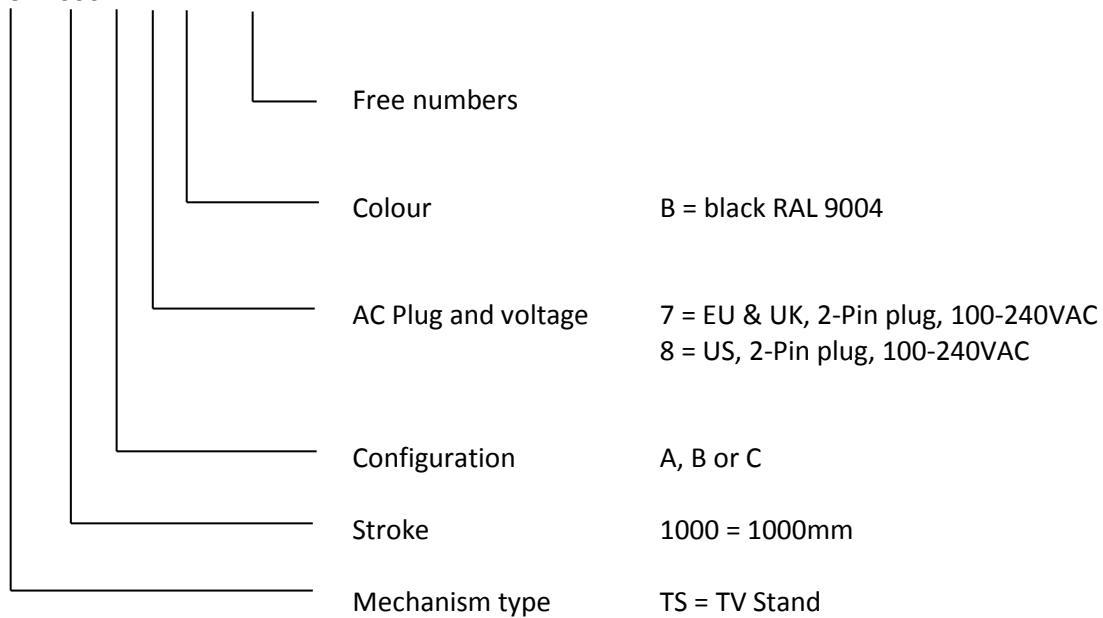 Free numbers
Colour B = black RAL 9004
AC Plug and voltage 7 = EU & UK, 2-Pin plug, 100-240VAC
8 = US, 2-Pin plug, 100-240VAC
Configuration A, B or C
Stroke 1000 = 1000mm
Mechanism type TS = TV Stand